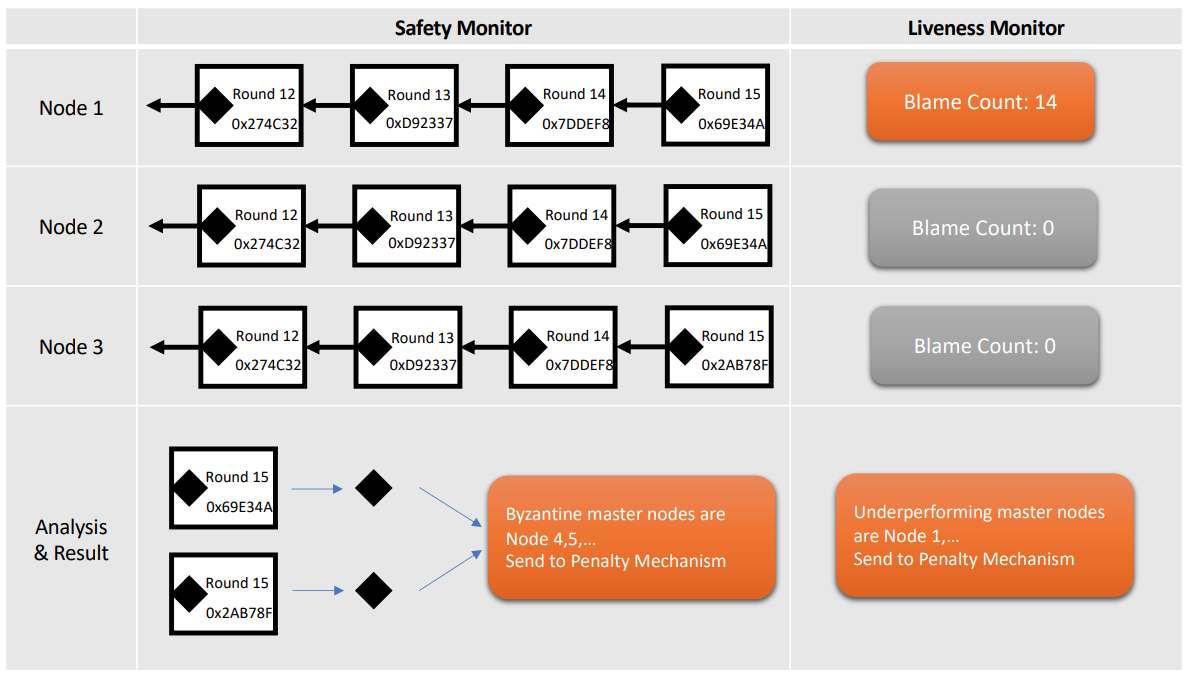 Safety Monitor
Liveness Monitor
Node 1
Round 12
0x274C32
Round 13
0xD92337
Round 14
0x7DDEF8
Round 15
0x69E34A
Blame Count: 14
Node 2
Round 12
0x274C32
Round 13
0xD92337
Round 14
0x7DDEF8
Round 15
0x69E34A
Blame Count: 0
Node 3
Round 12
0x274C32
Round 13
0xD92337
Round 14
0x7DDEF8
Round 15
0x2AB78F
Blame Count: 0
Analysis
& Result
Round 15
0x69E34A
Round 15
0x2AB78F
Byzantine master nodes are
Node 4,5,...
Send to Penalty Mechanism
Underperforming master nodes
are Node 1,...
Send to Penalty Mechanism